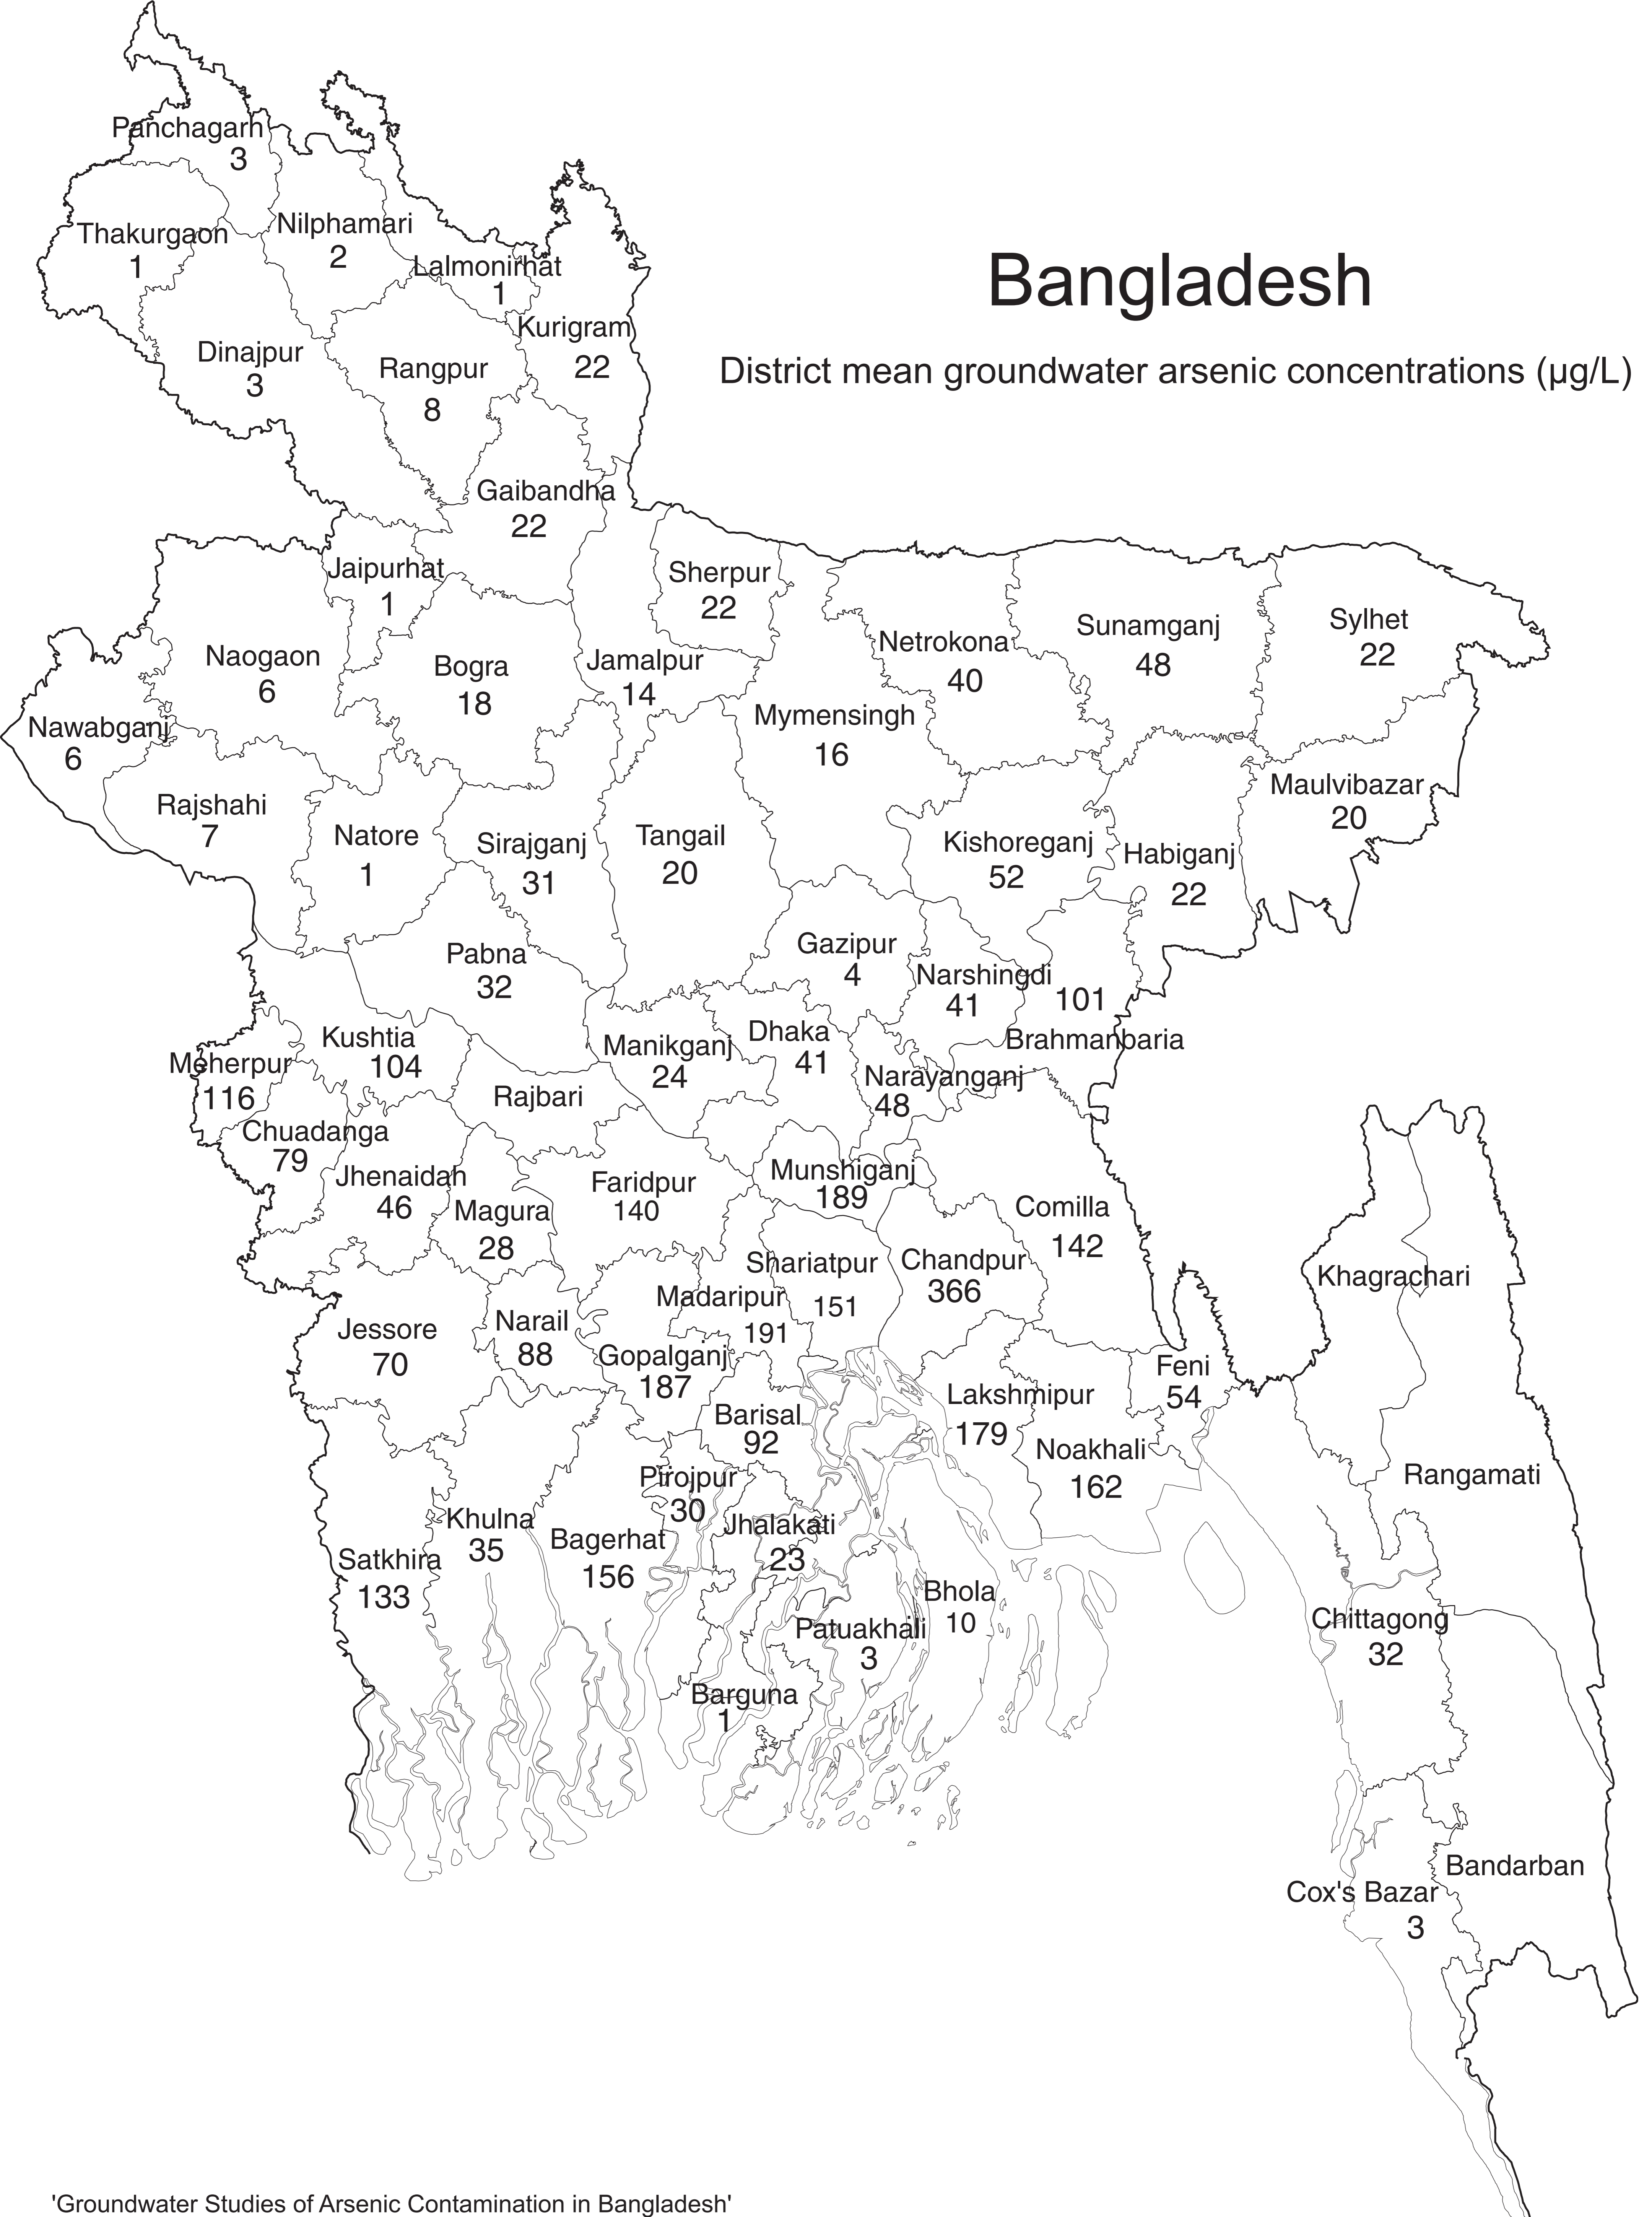 Panchagarh
3
Thakurgaon
1
Nilphamari
2
Lalmonirhat
1
Bangladesh
Kurigram
22
Dinajpur
3
Rangpur
8
District mean groundwater arsenic concentrations (µg/L)
Gaibandha
22
Jaipurhat
1
Sherpur
22
Sylhet
22
Sunamganj
48
Netrokona
40
Naogaon
6
Bogra
18
Jamalpur
14
Mymensingh
16
Nawabganj
6
Maulvibazar
20
Rajshahi
7
Natore
1
Sirajganj
31
Tangail
20
Kishoreganj
52
Habiganj
22
Pabna
32
Gazipur
4
Narshingdi
41
101
Brahmanbaria
Kushtia
104
Manikganj
24
Dhaka
41
Meherpur
116
Narayanganj
48
Rajbari
Chuadanga
79
Jhenaidah
46
Magura
28
Faridpur
140
Munshiganj
189
Comilla
142
Shariatpur
151
Chandpur
366
Khagrachari
Madaripur
191
Jessore
70
Narail
88
Gopalganj
187
Feni
54
Lakshmipur
179
Barisal
92
Noakhali
162
Rangamati
Pirojpur
30
Khulna
35
Jhalakati
23
Bagerhat
156
Satkhira
133
Bhola
10
Patuakhali
3
Chittagong
32
Barguna
1
Bandarban
Cox's Bazar
3
'Groundwater Studies of Arsenic Contamination in Bangladesh'